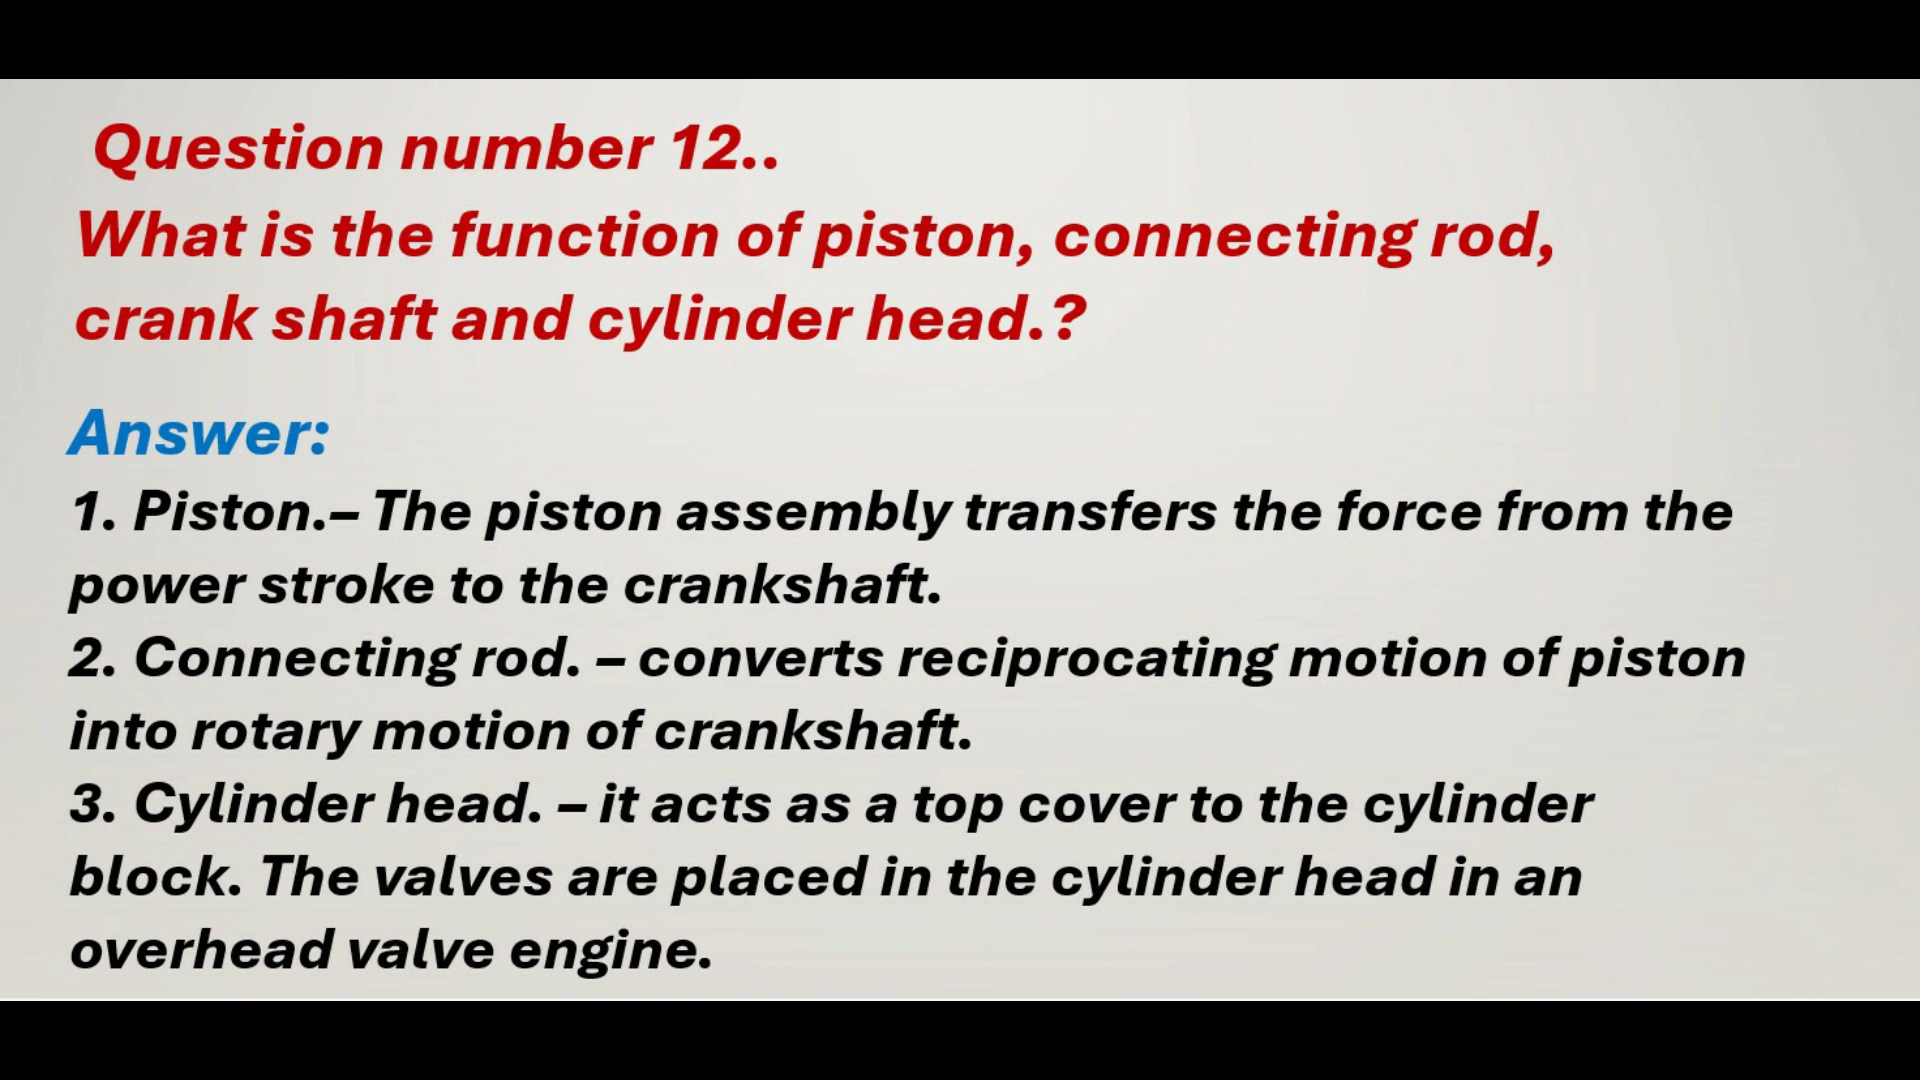 Question number 12..
What is the function of piston, connecting rod,
crank shaft and cylinder head.?
Answer:
1. Piston.– The piston assembly transfers the force from the
power stroke to the crankshaft.
2. Connecting rod. – converts reciprocating motion of piston
into rotary motion of crankshaft.
3. Cylinder head. – it acts as a top cover to the cylinder
block. The valves are placed in the cylinder head in an
overhead valve engine.